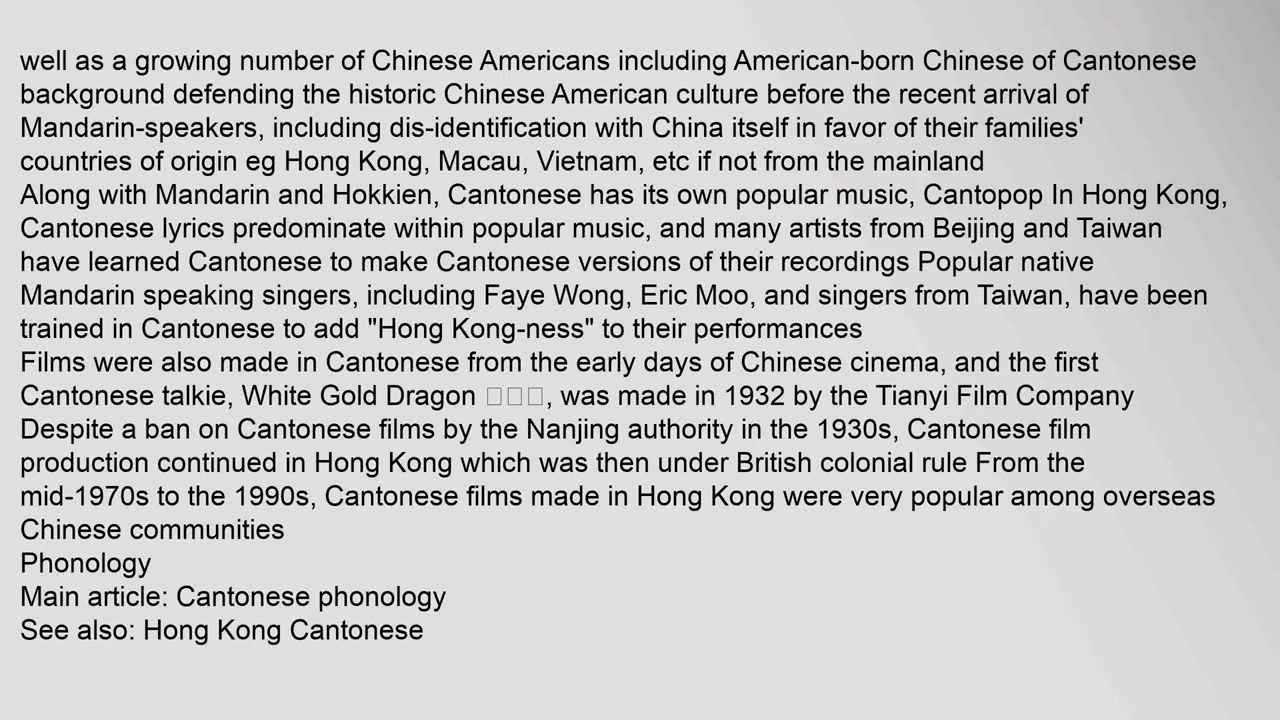 well as a growing number of Chinese Americans including American-born Chinese of Cantonese
background defending the historic Chinese American culture before the recent arrival of
Mandarin-speakers, including dis-identification with China itself in favor of their families'
countries of origin eg Hong Kong, Macau, Vietnam, etc if not from the mainland
Along with Mandarin and Hokkien, Cantonese has its own popular music, Cantopop In Hong Kong,
Cantonese lyrics predominate within popular music, and many artists from Beijing and Taiwan
have learned Cantonese to make Cantonese versions of their recordings Popular native
Mandarin speaking singers, including Faye Wong, Eric Moo, and singers from Taiwan, have been
trained in Cantonese to add "Hong Kong-ness" to their performances
Films were also made in Cantonese from the early days of Chinese cinema, and the first
Cantonese talkie, White Gold Dragon □□□, was made in 1932 by the Tianyi Film Company
Despite a ban on Cantonese films by the Nanjing authority in the 1930s, Cantonese film
production continued in Hong Kong which was then under British colonial rule From the
mid-1970s to the 1990s, Cantonese films made in Hong Kong were very popular among overseas
Chinese communities
Phonology
Main article: Cantonese phonology
See also: Hong Kong Cantonese